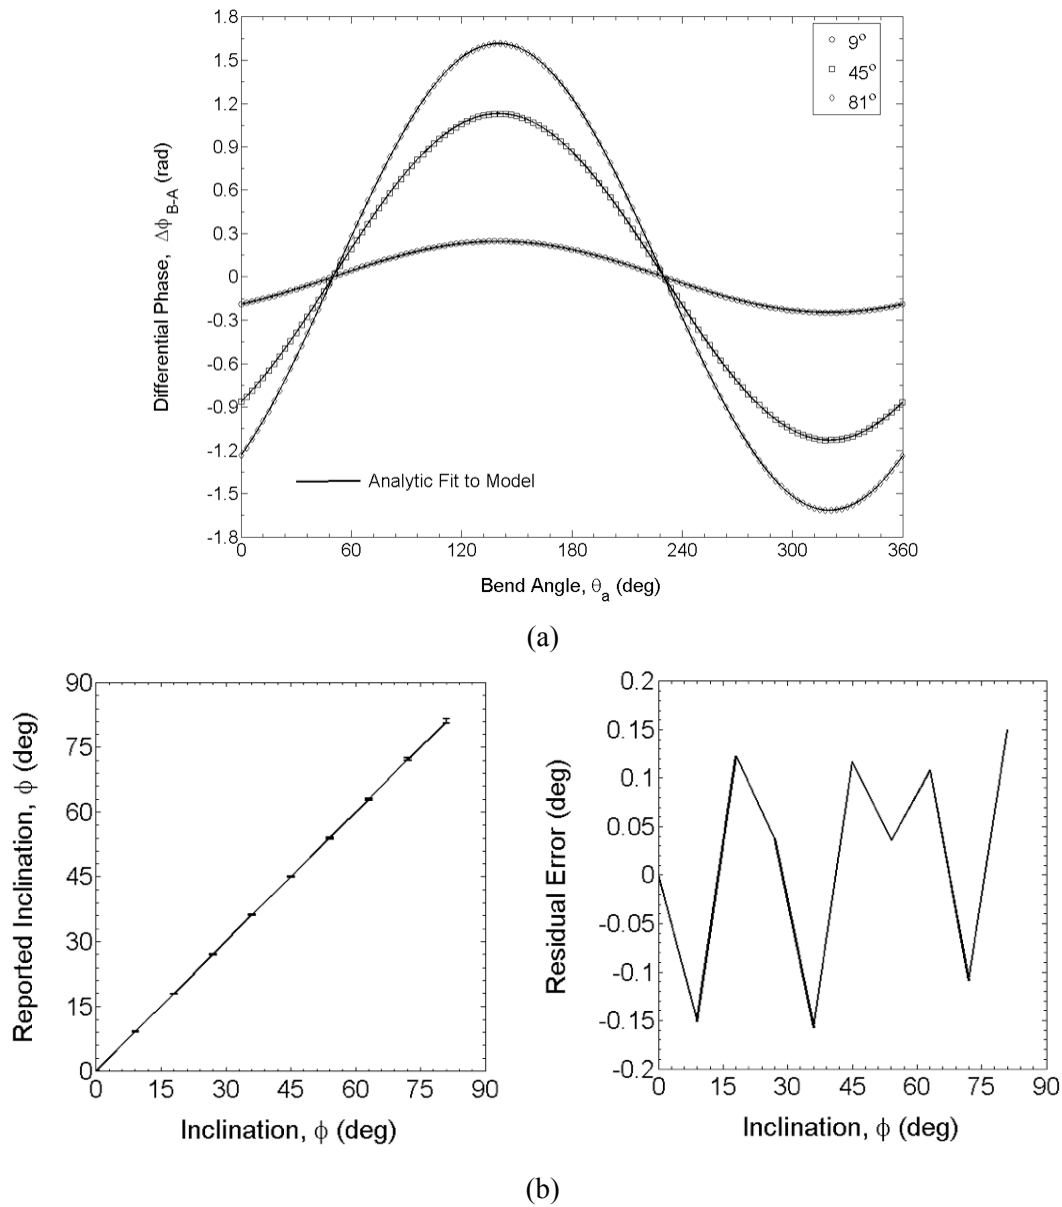 1.8
1.5
1.2
0.9
0.6
0.3
0
-0.3
-0.6
-0.9
-1.2
-1.5
-1.8
Differential Phase, Δϕ_B-A (rad)
9°
45°
81°
Analytic Fit to Model
0 60 120 180 240 300 360
Bend Angle, θ_a (deg)
(a)
90
75
60
45
30
15
0
Reported Inclination, ϕ (deg)
0 15 30 45 60 75 90
Inclination, ϕ (deg)
0.2
0.15
0.1
0.05
0
-0.05
-0.1
-0.15
-0.2
Residual Error (deg)
0 15 30 45 60 75 90
Inclination, ϕ (deg)
(b)